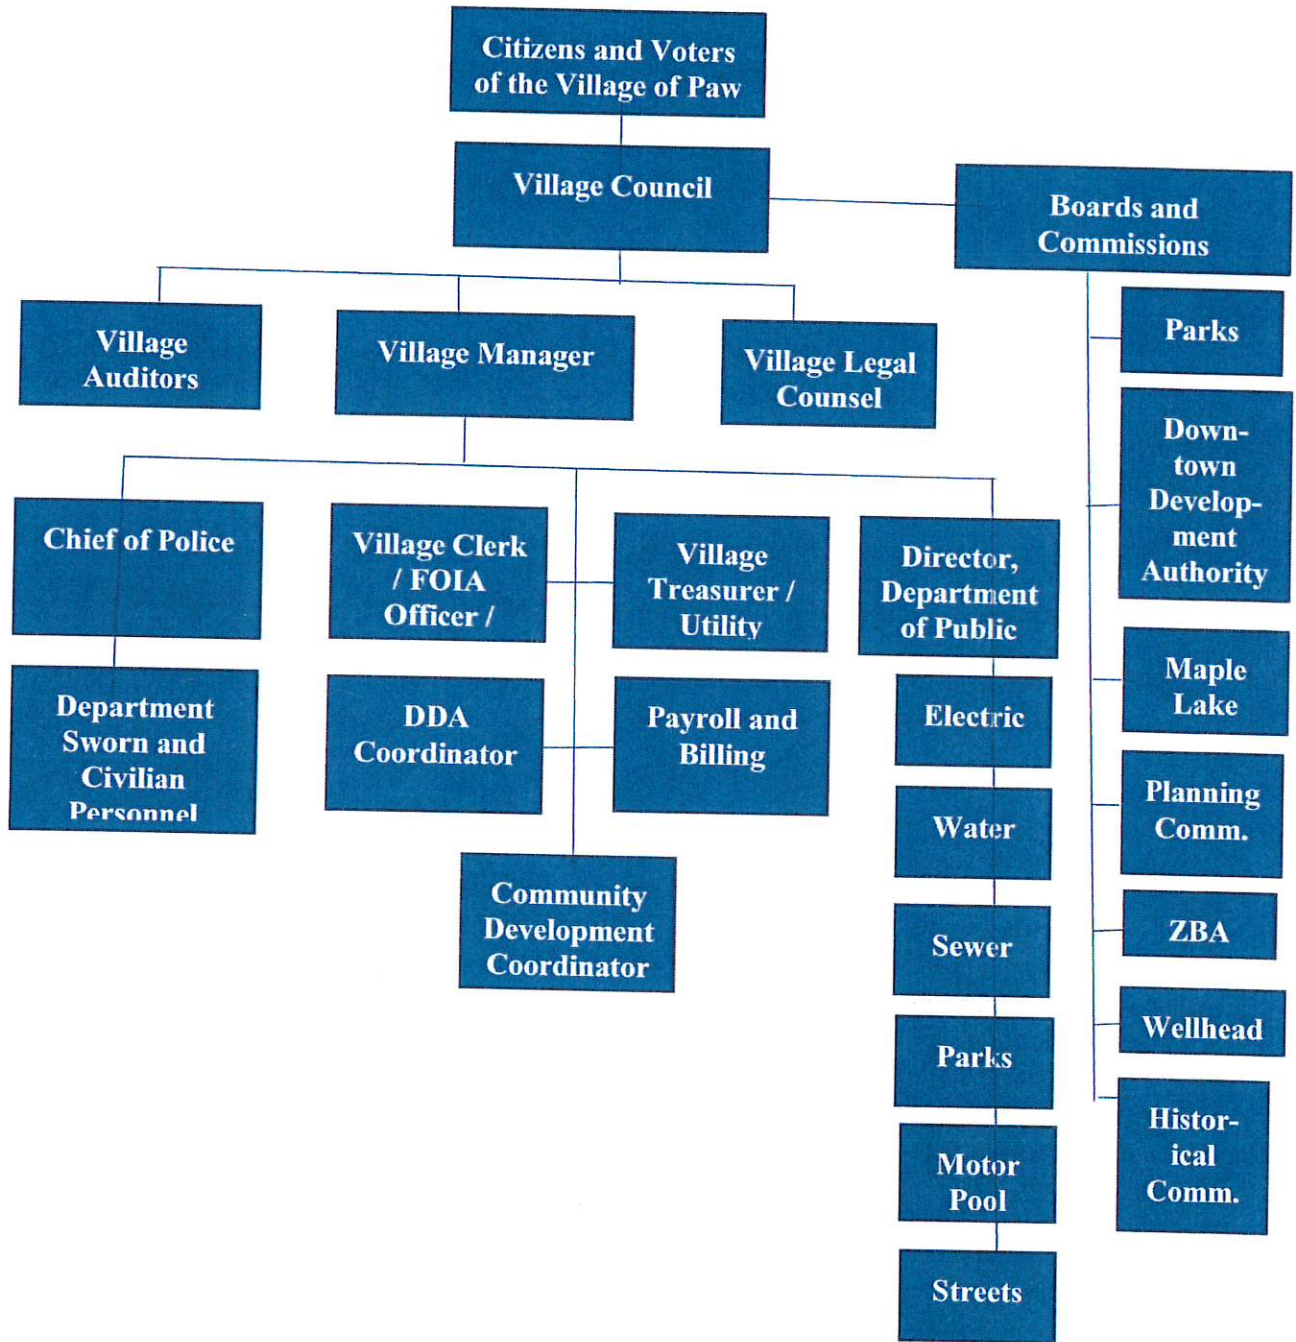 Citizens and Voters
of the Village of Paw
Village Council
Boards and
Commissions
Village
Auditors
Village Manager
Village Legal
Counsel
Parks
Down-
town
Develop-
ment
Authority
Maple
Lake
Planning
Comm.
ZBA
Wellhead
Histor-
ical
Comm.
Chief of Police
Department
Sworn and
Civilian
Personnel
Village Clerk
/ FOIA
Officer /
Village
Treasurer /
Utility
DDA
Coordinator
Payroll and
Billing
Community
Development
Coordinator
Director,
Department
of Public
Electric
Water
Sewer
Parks
Motor
Pool
Streets